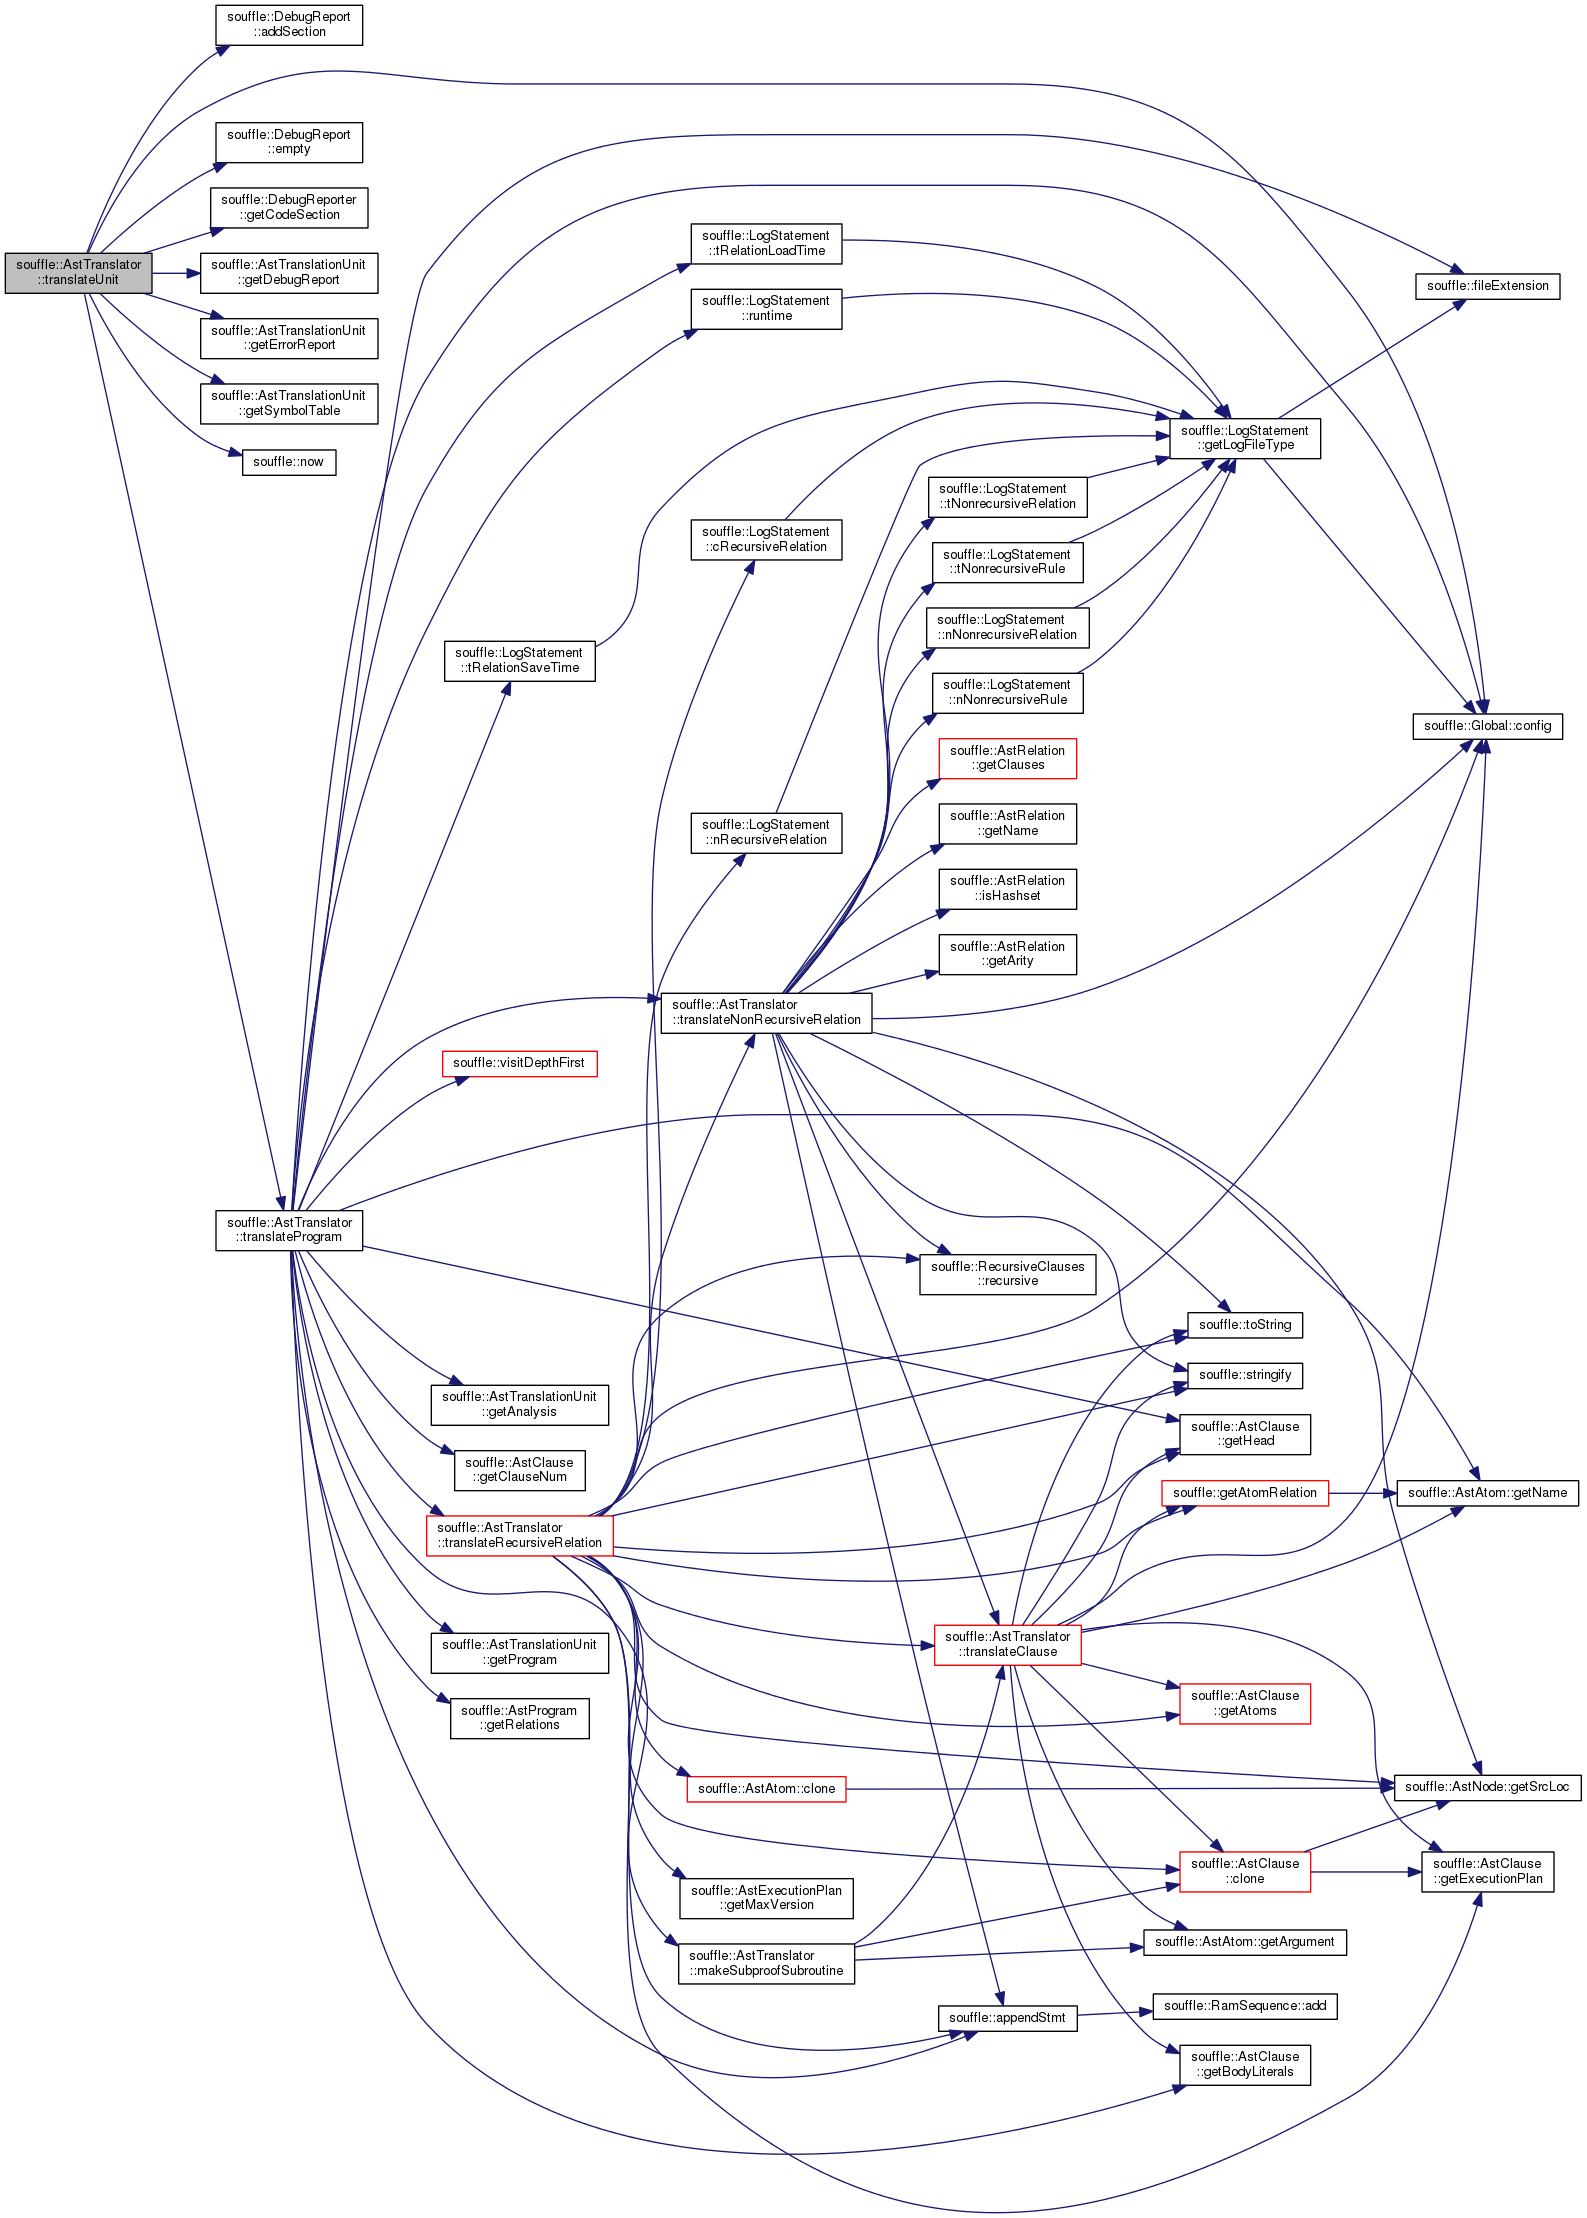 souffle::DebugReport
::addSection
souffle::DebugReport
::empty
souffle::DebugReporter
::getCodeSection
souffle::AstTranslator
::translateUnit
souffle::AstTranslationUnit
::getDebugReport
souffle::AstTranslationUnit
::getErrorReport
souffle::AstTranslationUnit
::getSymbolTable
souffle::now
souffle::LogStatement
::tRelationLoadTime
souffle::LogStatement
::runtime
souffle::fileExtension
souffle::LogStatement
::getLogFileType
souffle::LogStatement
::tNonrecursiveRelation
souffle::LogStatement
::cRecursiveRelation
souffle::LogStatement
::tNonrecursiveRule
souffle::LogStatement
::nNonrecursiveRelation
souffle::LogStatement
::tRelationSaveTime
souffle::LogStatement
::nNonrecursiveRule
souffle::Global::config
souffle::AstRelation
::getClauses
souffle::LogStatement
::nRecursiveRelation
souffle::AstRelation
::getName
souffle::AstRelation
::isHashset
souffle::AstRelation
::getArity
souffle::AstTranslator
::translateNonRecursiveRelation
souffle::visitDepthFirst
souffle::AstTranslator
::translateProgram
souffle::RecursiveClauses
::recursive
souffle::toString
souffle::stringify
souffle::AstTranslationUnit
::getAnalysis
souffle::AstClause
::getHead
souffle::AstClause
::getClauseNum
souffle::getAtomRelation
souffle::AstAtom::getName
souffle::AstTranslator
::translateRecursiveRelation
souffle::AstTranslator
::translateClause
souffle::AstTranslationUnit
::getProgram
souffle::AstClause
::getAtoms
souffle::AstProgram
::getRelations
souffle::AstAtom::clone
souffle::AstNode::getSrcLoc
souffle::AstClause
::clone
souffle::AstClause
::getExecutionPlan
souffle::AstExecutionPlan
::getMaxVersion
souffle::AstAtom::getArgument
souffle::AstTranslator
::makeSubproofSubroutine
souffle::RamSequence::add
souffle::appendStmt
souffle::AstClause
::getBodyLiterals